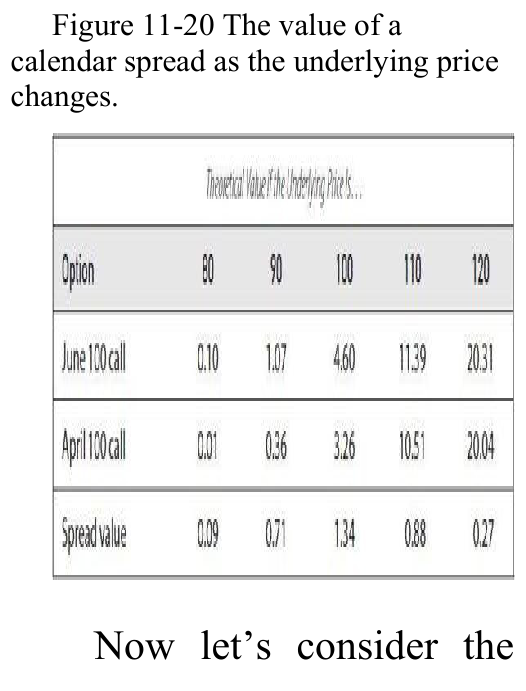 Figure 11-20 The value of a
calendar spread as the underlying price
changes.
Theoretical Value If the Underlying Price Is . . .
Option 80 90 100 110 120
June 100 call 0.10 1.07 4.60 11.39 20.31
April 100 call 0.01 0.36 3.26 10.51 20.04
Spread value 0.09 0.71 1.34 0.88 0.27
Now let’s consider the